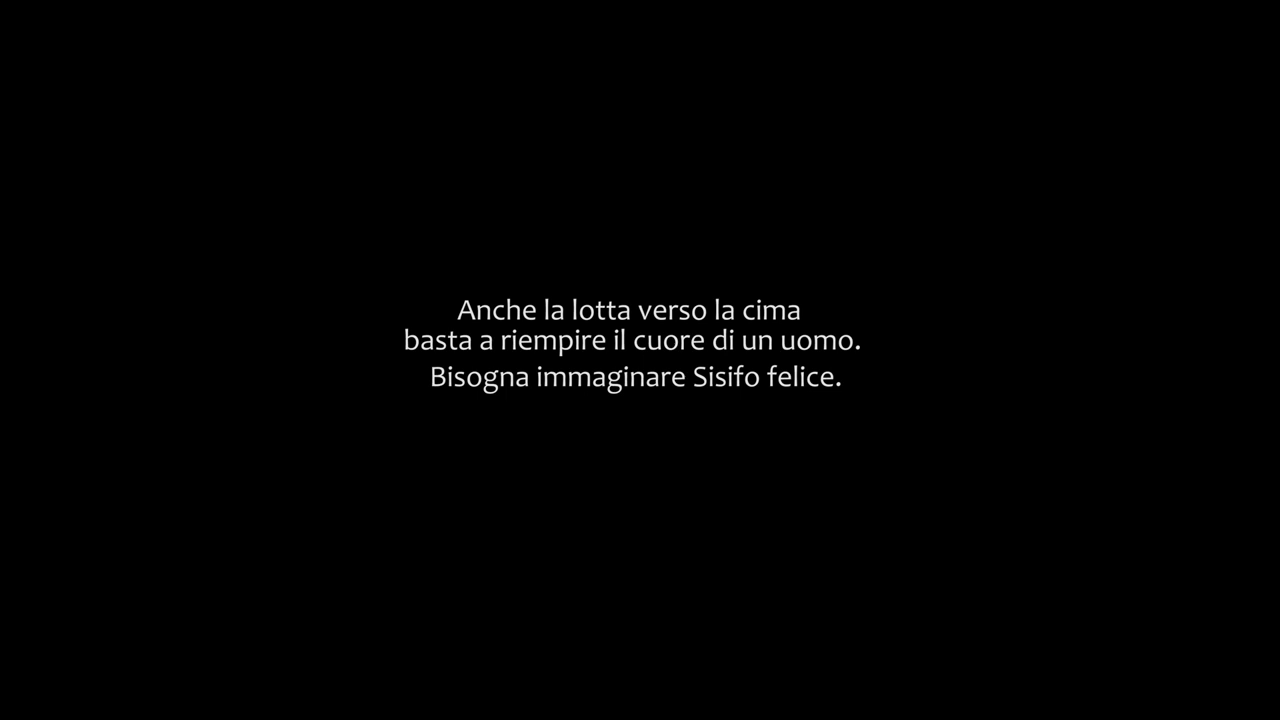 Anche la lotta verso la cima
basta a riempire il cuore di un uomo.
Bisogna immaginare Sisifo felice.